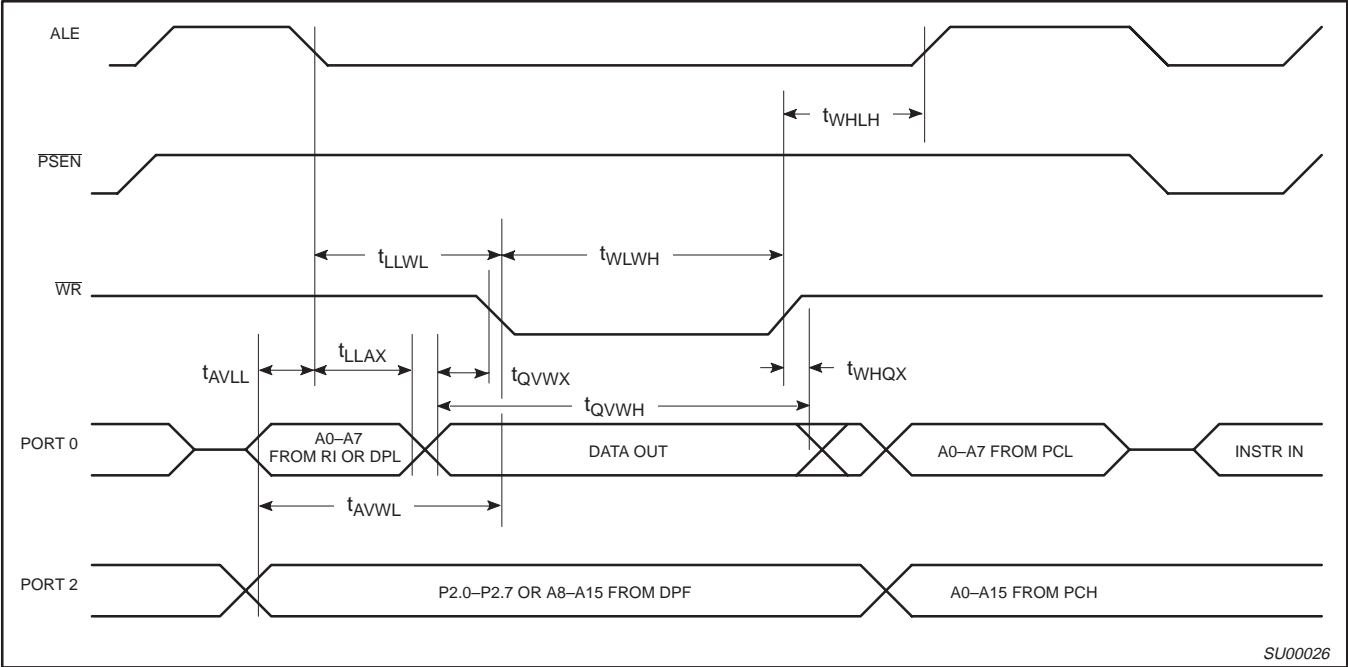 ALE
tWHLH
PSEN
tLLWL
tWLWH
WR
tLLAX
tAVLL
tQVWX
tWHQX
tQVWH
PORT 0
A0–A7
FROM RI OR DPL
DATA OUT
A0–A7 FROM PCL
INSTR IN
tAVWL
PORT 2
P2.0–P2.7 OR A8–A15 FROM DPF
A0–A15 FROM PCH
SU00026